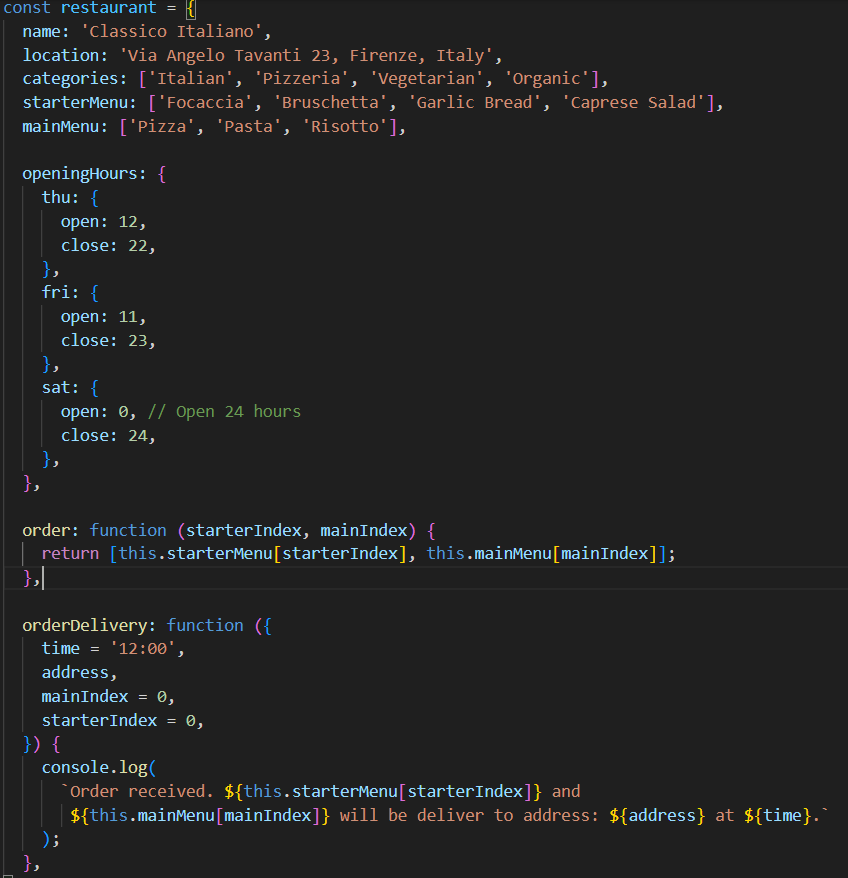 const restaurant = {
  name: 'Classico Italiano',
  location: 'Via Angelo Tavanti 23, Firenze, Italy',
  categories: ['Italian', 'Pizzeria', 'Vegetarian', 'Organic'],
  starterMenu: ['Focaccia', 'Bruschetta', 'Garlic Bread', 'Caprese Salad'],
  mainMenu: ['Pizza', 'Pasta', 'Risotto'],

  openingHours: {
    thu: {
      open: 12,
      close: 22,
    },
    fri: {
      open: 11,
      close: 23,
    },
    sat: {
      open: 0, // Open 24 hours
      close: 24,
    },
  },

  order: function (starterIndex, mainIndex) {
    return [this.starterMenu[starterIndex], this.mainMenu[mainIndex]];
  },

  orderDelivery: function ({
    time = '12:00',
    address,
    mainIndex = 0,
    starterIndex = 0,
  }) {
    console.log(
      `Order received. ${this.starterMenu[starterIndex]} and
       ${this.mainMenu[mainIndex]} will be deliver to address: ${address} at ${time}.`
    );
  },